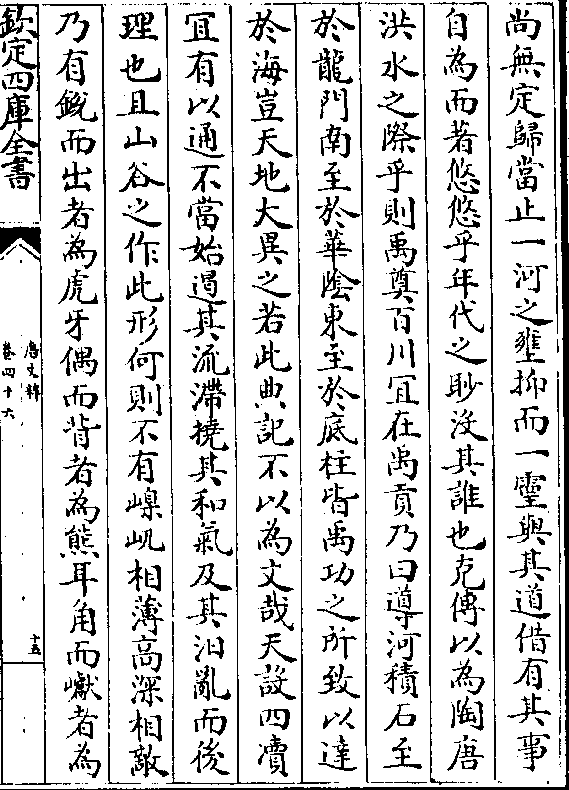 尚無定歸當止一河之壅抑而一靈與其道借有其事
自為而著悠悠乎年代之眇没其誰也克傳以為陶唐
洪水之際乎則禹奠百川冝在禹貢乃曰導河積石至
於龍門南至於華陰東至於底柱皆禹功之所致以達
於海豈天地大異之若此典記不以為文哉天設四瀆
冝有以通不當始遏其流滯撓其和氣及其汨亂而後
理也且山谷之作此形何則不有嵲屼相薄高深相敵
乃有鋭而出者為虎牙偶而背者為熊耳角而巘者為
欽定四庫全書
唐文粹
卷四十六
十五